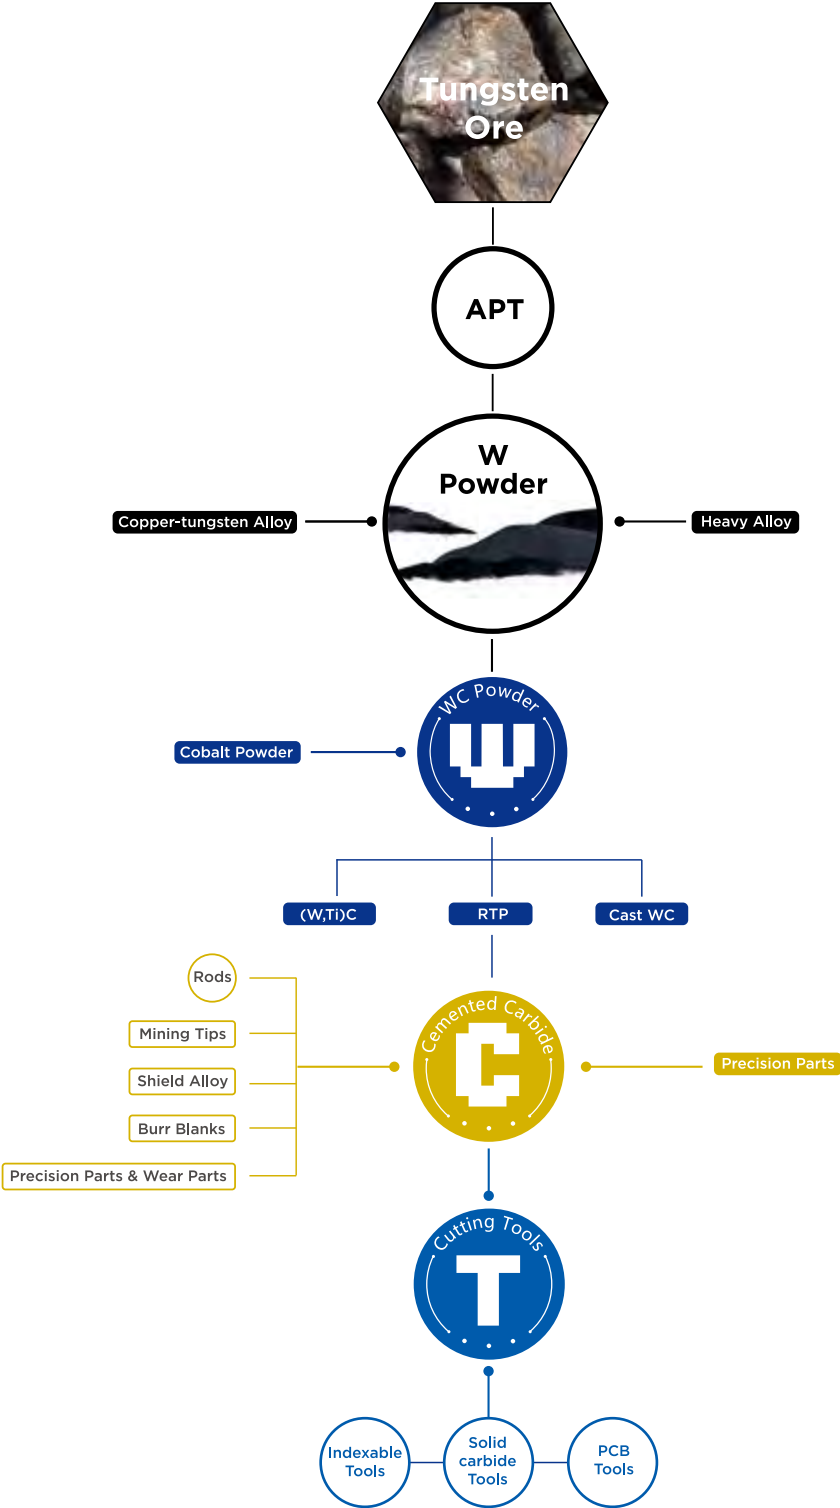 Tungsten
Ore
APT
W
Powder
Copper-tungsten Alloy
Heavy Alloy
WC Powder
W
Cobalt Powder
(W,Ti)C
RTP
Cast WC
Rods
Mining Tips
Shield Alloy
Burr Blanks
Precision Parts & Wear Parts
Cemented Carbide
C
Precision Parts
Cutting Tools
T
Indexable
Tools
Solid
carbide
Tools
PCB
Tools